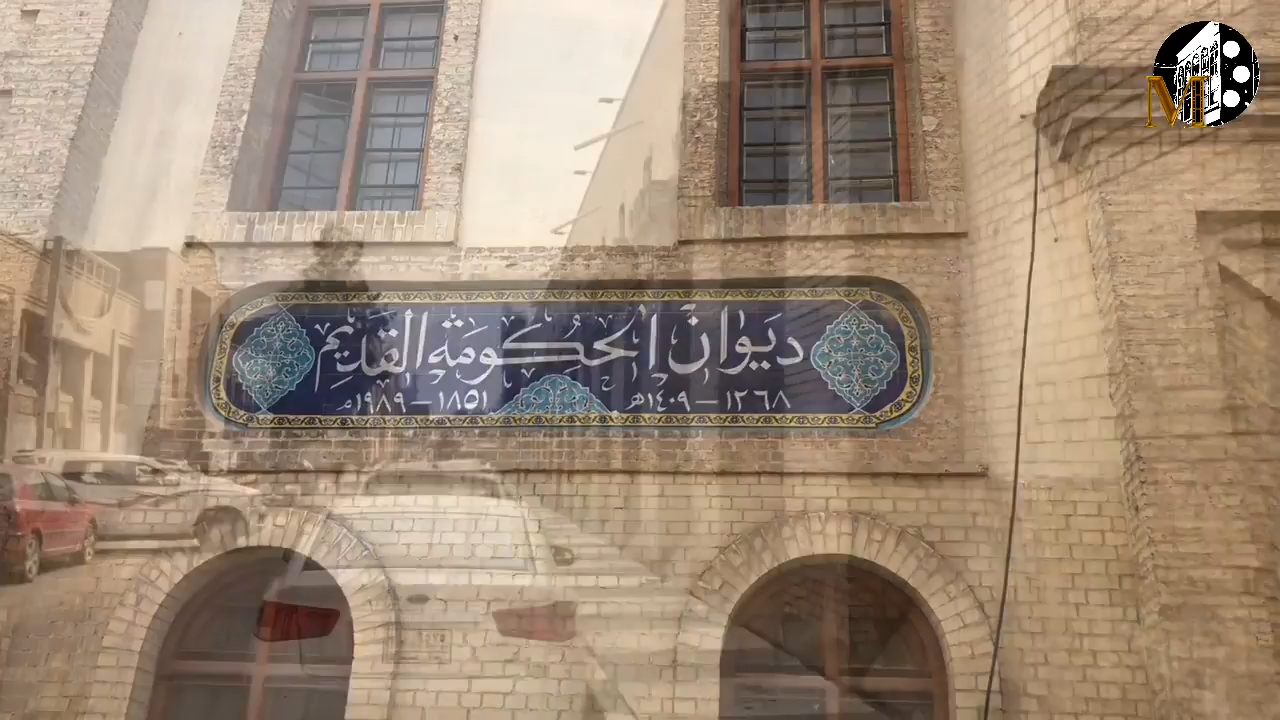 ديوان الحكومة القديم
١٢٦٨ - ١٤٠٩هـ ١٨٥١ - ١٩٨٩م
M